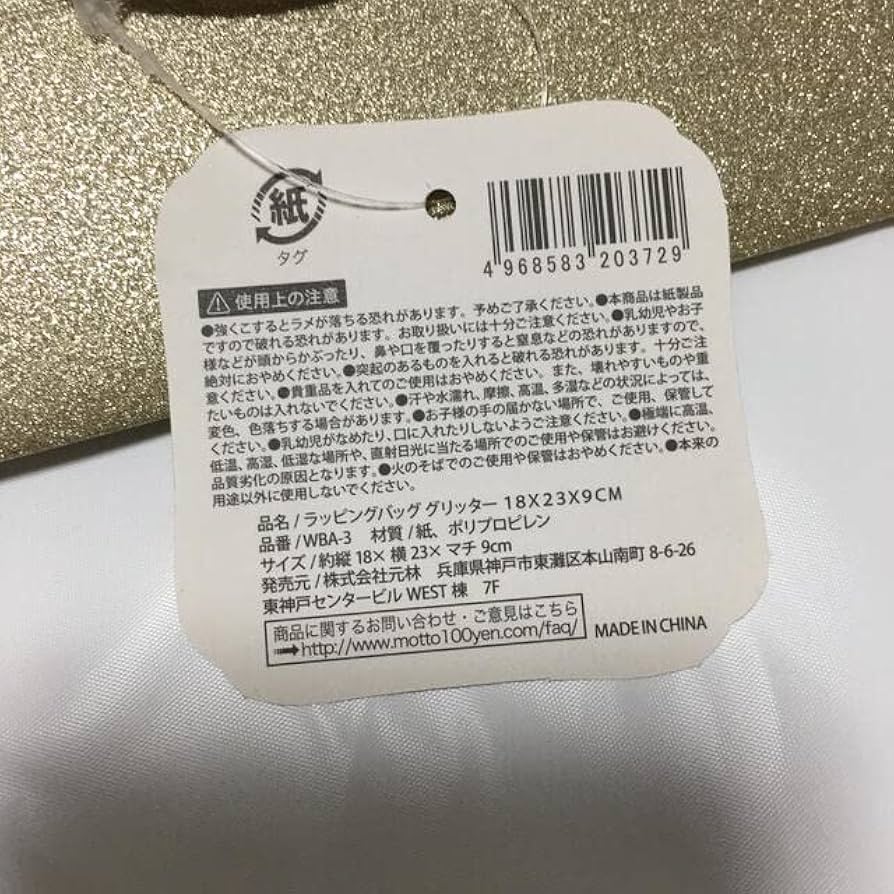 紙
タグ
4 968583 203729
使用上の注意
●強くこするとラメが落ちる恐れがあります。予めご了承ください。●本商品は紙製品
ですので破れる恐れがあります。お取り扱いには十分ご注意ください。●乳幼児やお子
様などが頭からかぶったり、鼻や口を覆ったりすると窒息などの恐れがありますので、
絶対におやめください。●突起のあるものを入れると破れる恐れがあります。十分ご注
意ください。●貴重品を入れてのご使用はおやめください。また、壊れやすいものや重
たいものは入れないでください。●汗や水濡れ、摩擦、高温、多湿などの状況によっては、
変色、色落ちする場合があります。●お子様の手の届かない場所で、ご使用、保管して
ください。●乳幼児がなめたり、口に入れたりしないようご注意ください。●極端に高温、
低温、高湿、低湿な場所や、直射日光に当たる場所でのご使用や保管はお避けください。
品質劣化の原因となります。●火のそばでのご使用や保管はおやめください。●本来の
用途以外に使用しないでください。
品名/ラッピングバッグ グリッター 18X23X9CM
品番/WBA-3 材質/紙、ポリプロピレン
サイズ/約縦18×横23×マチ9cm
発売元/株式会社元林 兵庫県神戸市東灘区本山南町8-6-26
東神戸センタービル WEST棟 7F
商品に関するお問い合わせ・ご意見はこちら
➡http://www.motto100yen.com/faq/
MADE IN CHINA